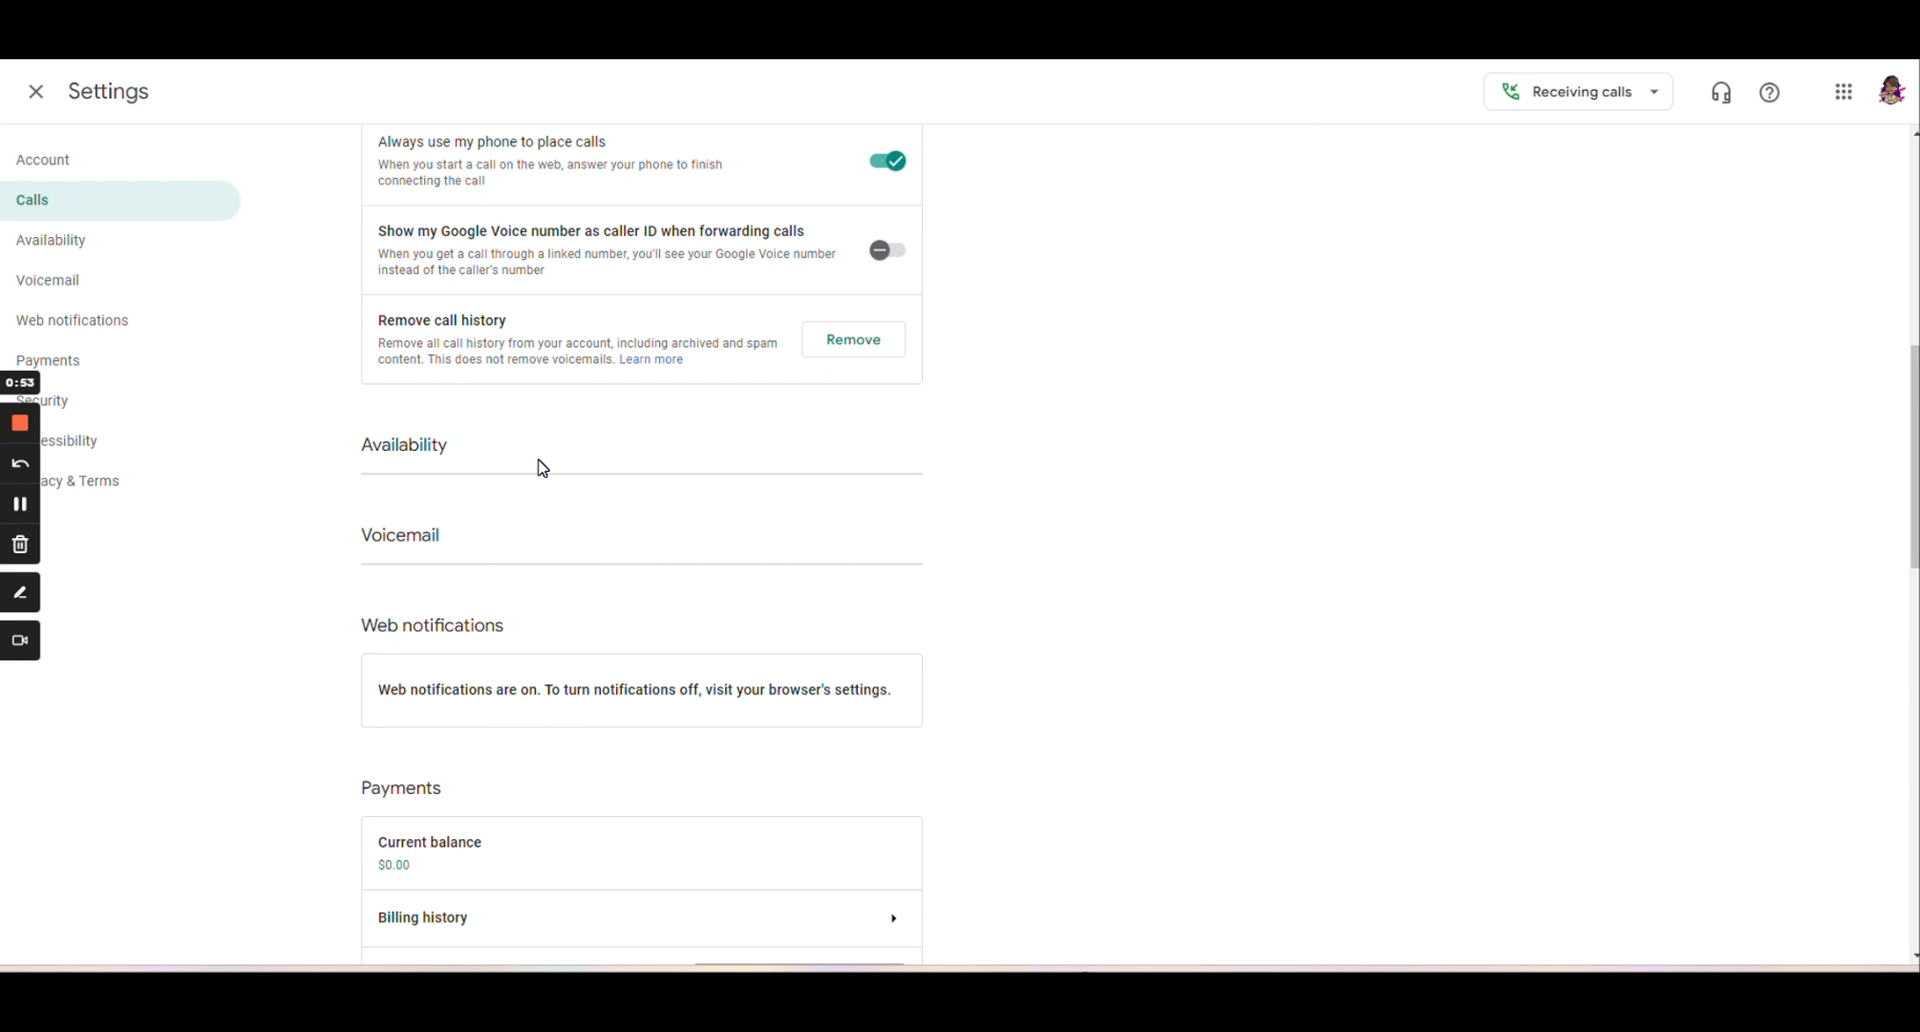 Settings
Receiving calls
Account
Calls
Availability
Voicemail
Web notifications
Payments
0:53
Security
essibility
acy & Terms
Always use my phone to place calls
When you start a call on the web, answer your phone to finish
connecting the call
Show my Google Voice number as caller ID when forwarding calls
When you get a call through a linked number, you'll see your Google Voice number
instead of the caller's number
Remove call history
Remove all call history from your account, including archived and spam
content. This does not remove voicemails. Learn more
Remove
Availability
Voicemail
Web notifications
Web notifications are on. To turn notifications off, visit your browser's settings.
Payments
Current balance
$0.00
Billing history